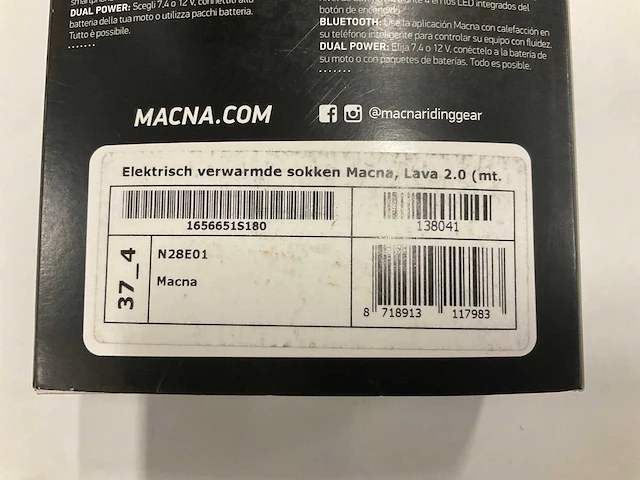 DUAL POWER: Scegli 7.4 o 12 V, connettiti alla
batteria della tua moto o utilizza pacchi batteria.
Tutto è possibile.
integrados del
botón de encendido.
BLUETOOTH: aplicación Macna con calefacción en
su teléfono inteligente para controlar su equipo con fluidez.
DUAL POWER: Elija 7.4 o 12 V, conéctelo a la batería de
su moto o con paquetes de baterías. Todo es posible.
MACNA.COM
@macnaridinggear
Elektrisch verwarmde sokken Macna, Lava 2.0 (mt.
1656651S180
138041
37_4
N28E01
Macna
8 718913 117983